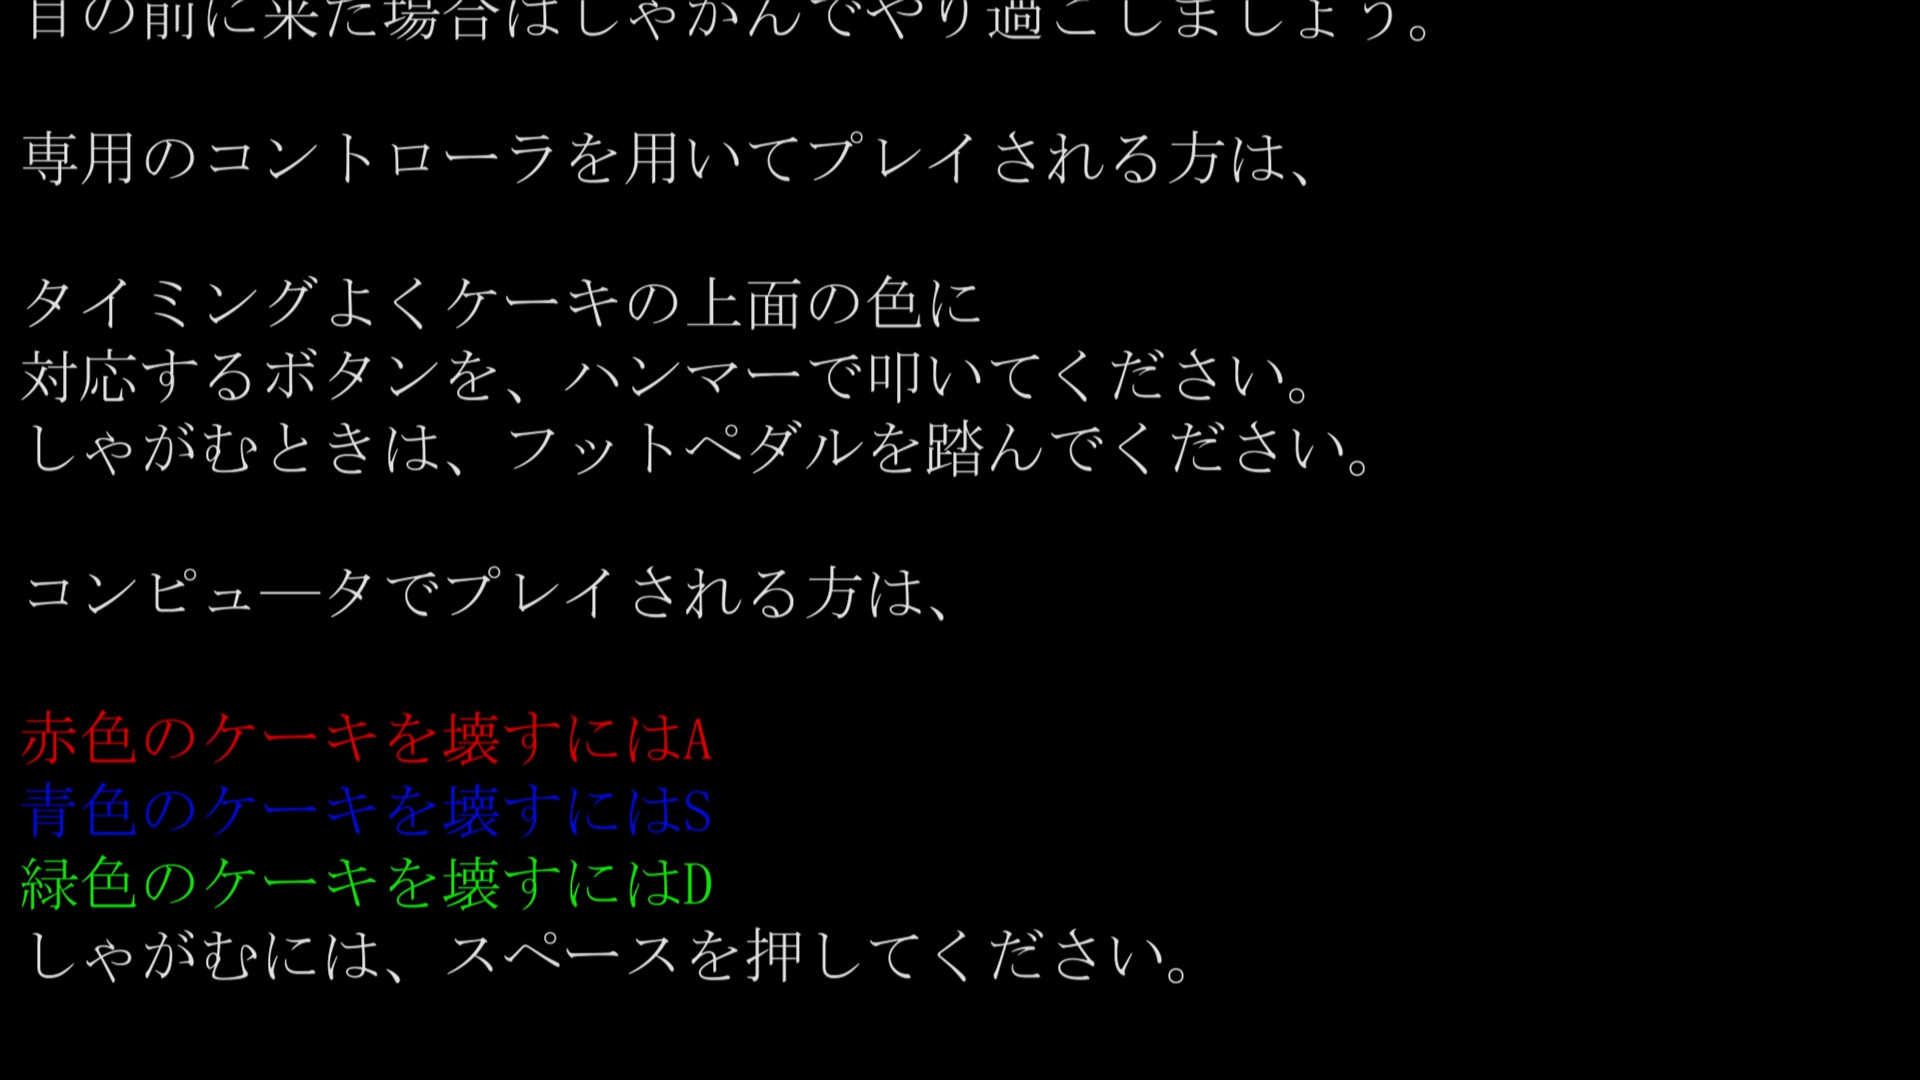 目の前に来た場合はしゃがんでやり過ごしましょう。
専用のコントローラを用いてプレイされる方は、
タイミングよくケーキの上面の色に
対応するボタンを、ハンマーで叩いてください。
しゃがむときは、フットペダルを踏んでください。
コンピュ―タでプレイされる方は、
赤色のケーキを壊すにはA
青色のケーキを壊すにはS
緑色のケーキを壊すにはD
しゃがむには、スペースを押してください。